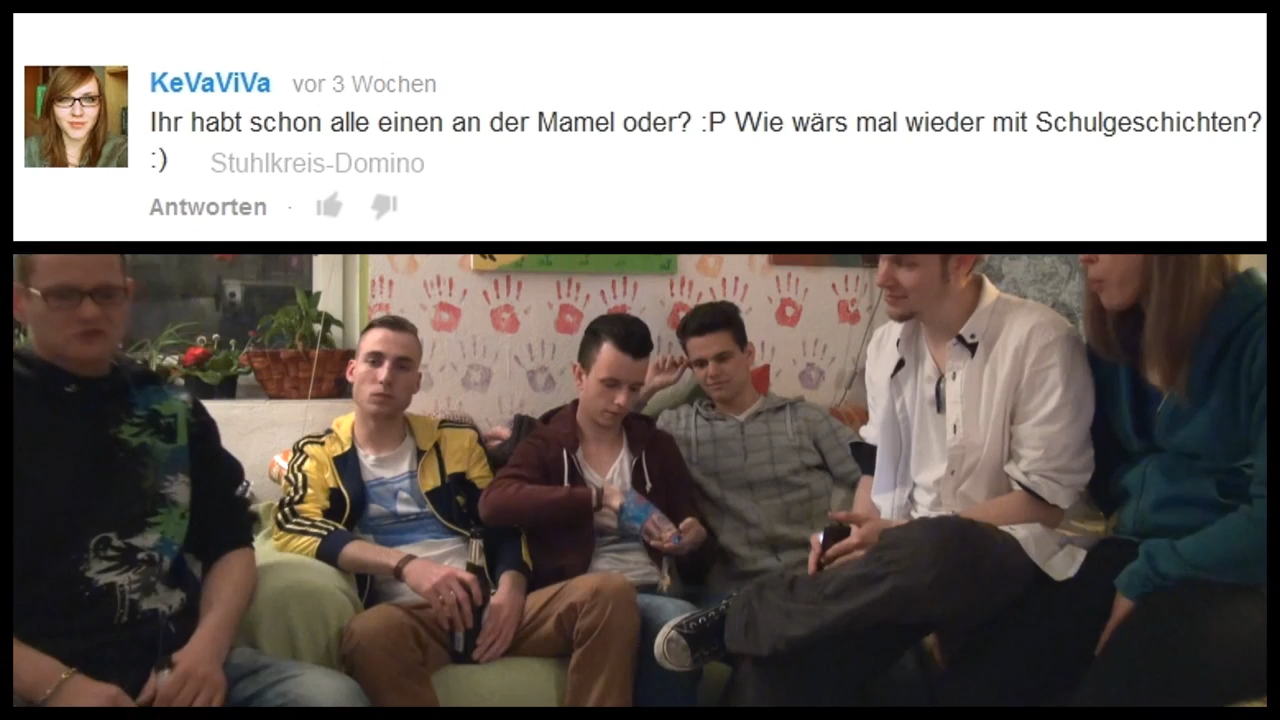 KeVaViVa vor 3 Wochen
Ihr habt schon alle einen an der Mamel oder? :P Wie wärs mal wieder mit Schulgeschichten?
:) Stuhlkreis-Domino
Antworten ·